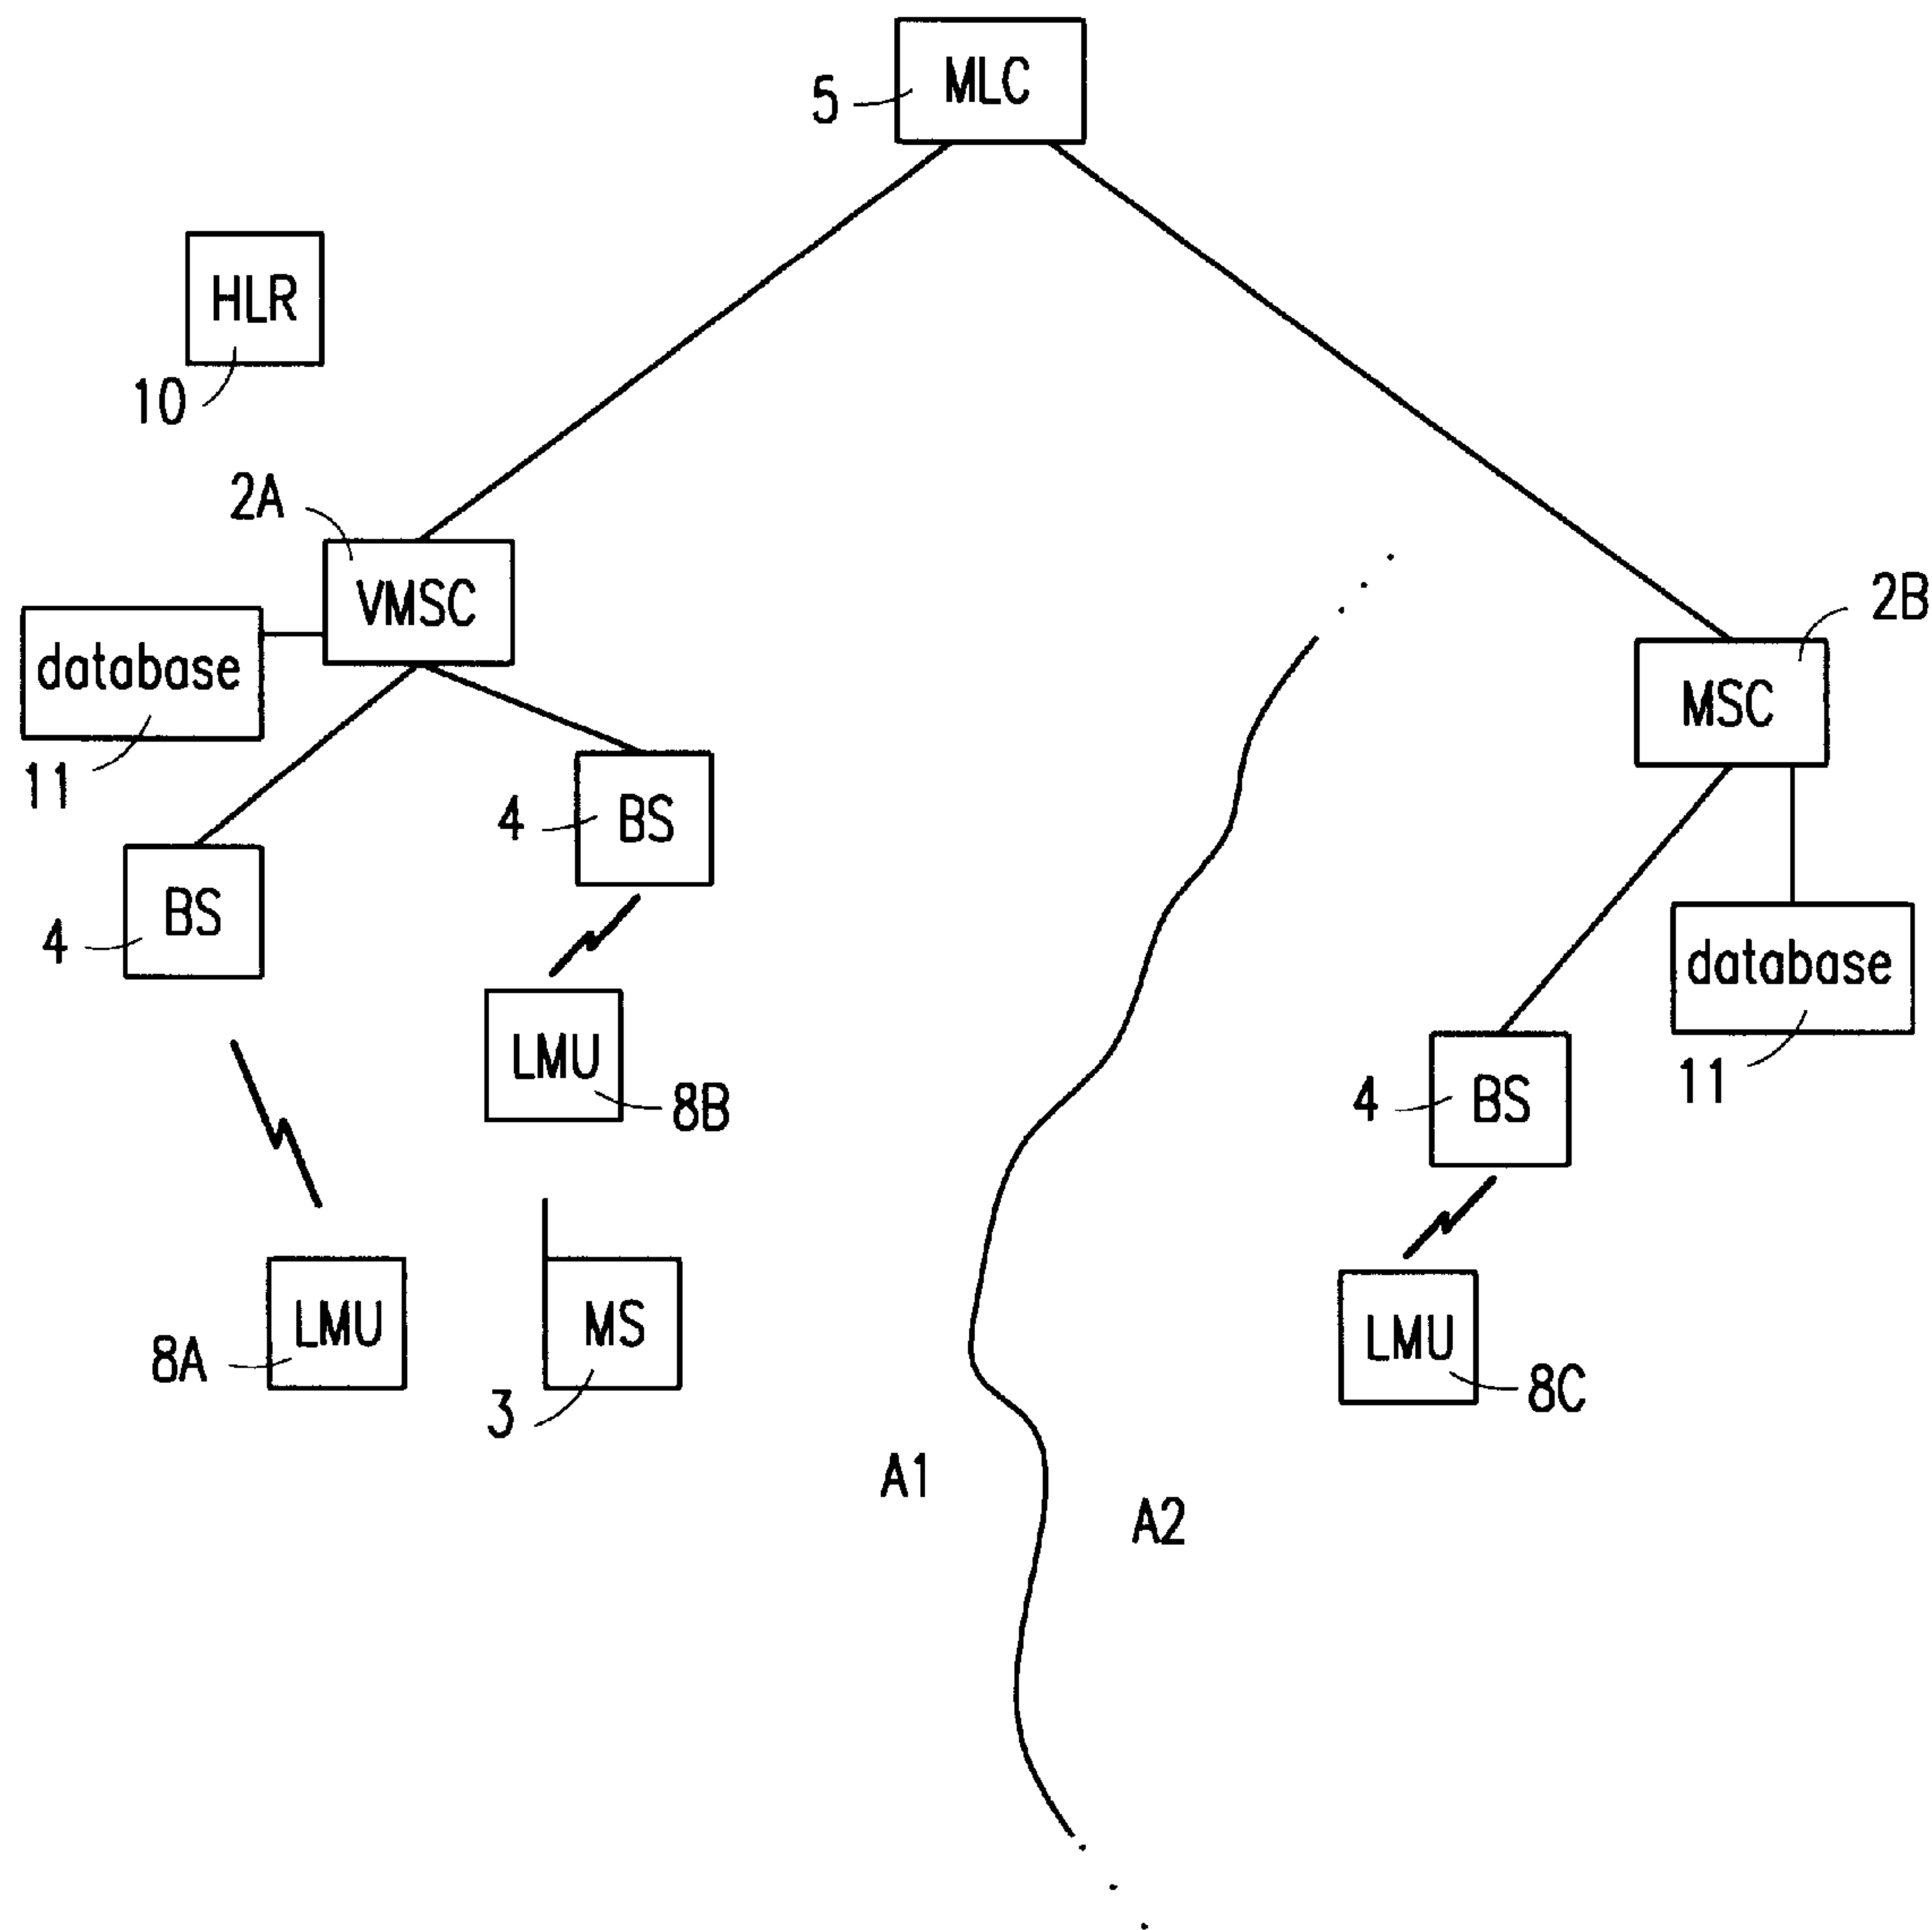 MLC
5
HLR
10
2A
VMSC
2B
database
MSC
11
4
BS
BS
4
database
LMU
8B
11
4
BS
LMU
8A
MS
3
LMU
8C
A1
A2